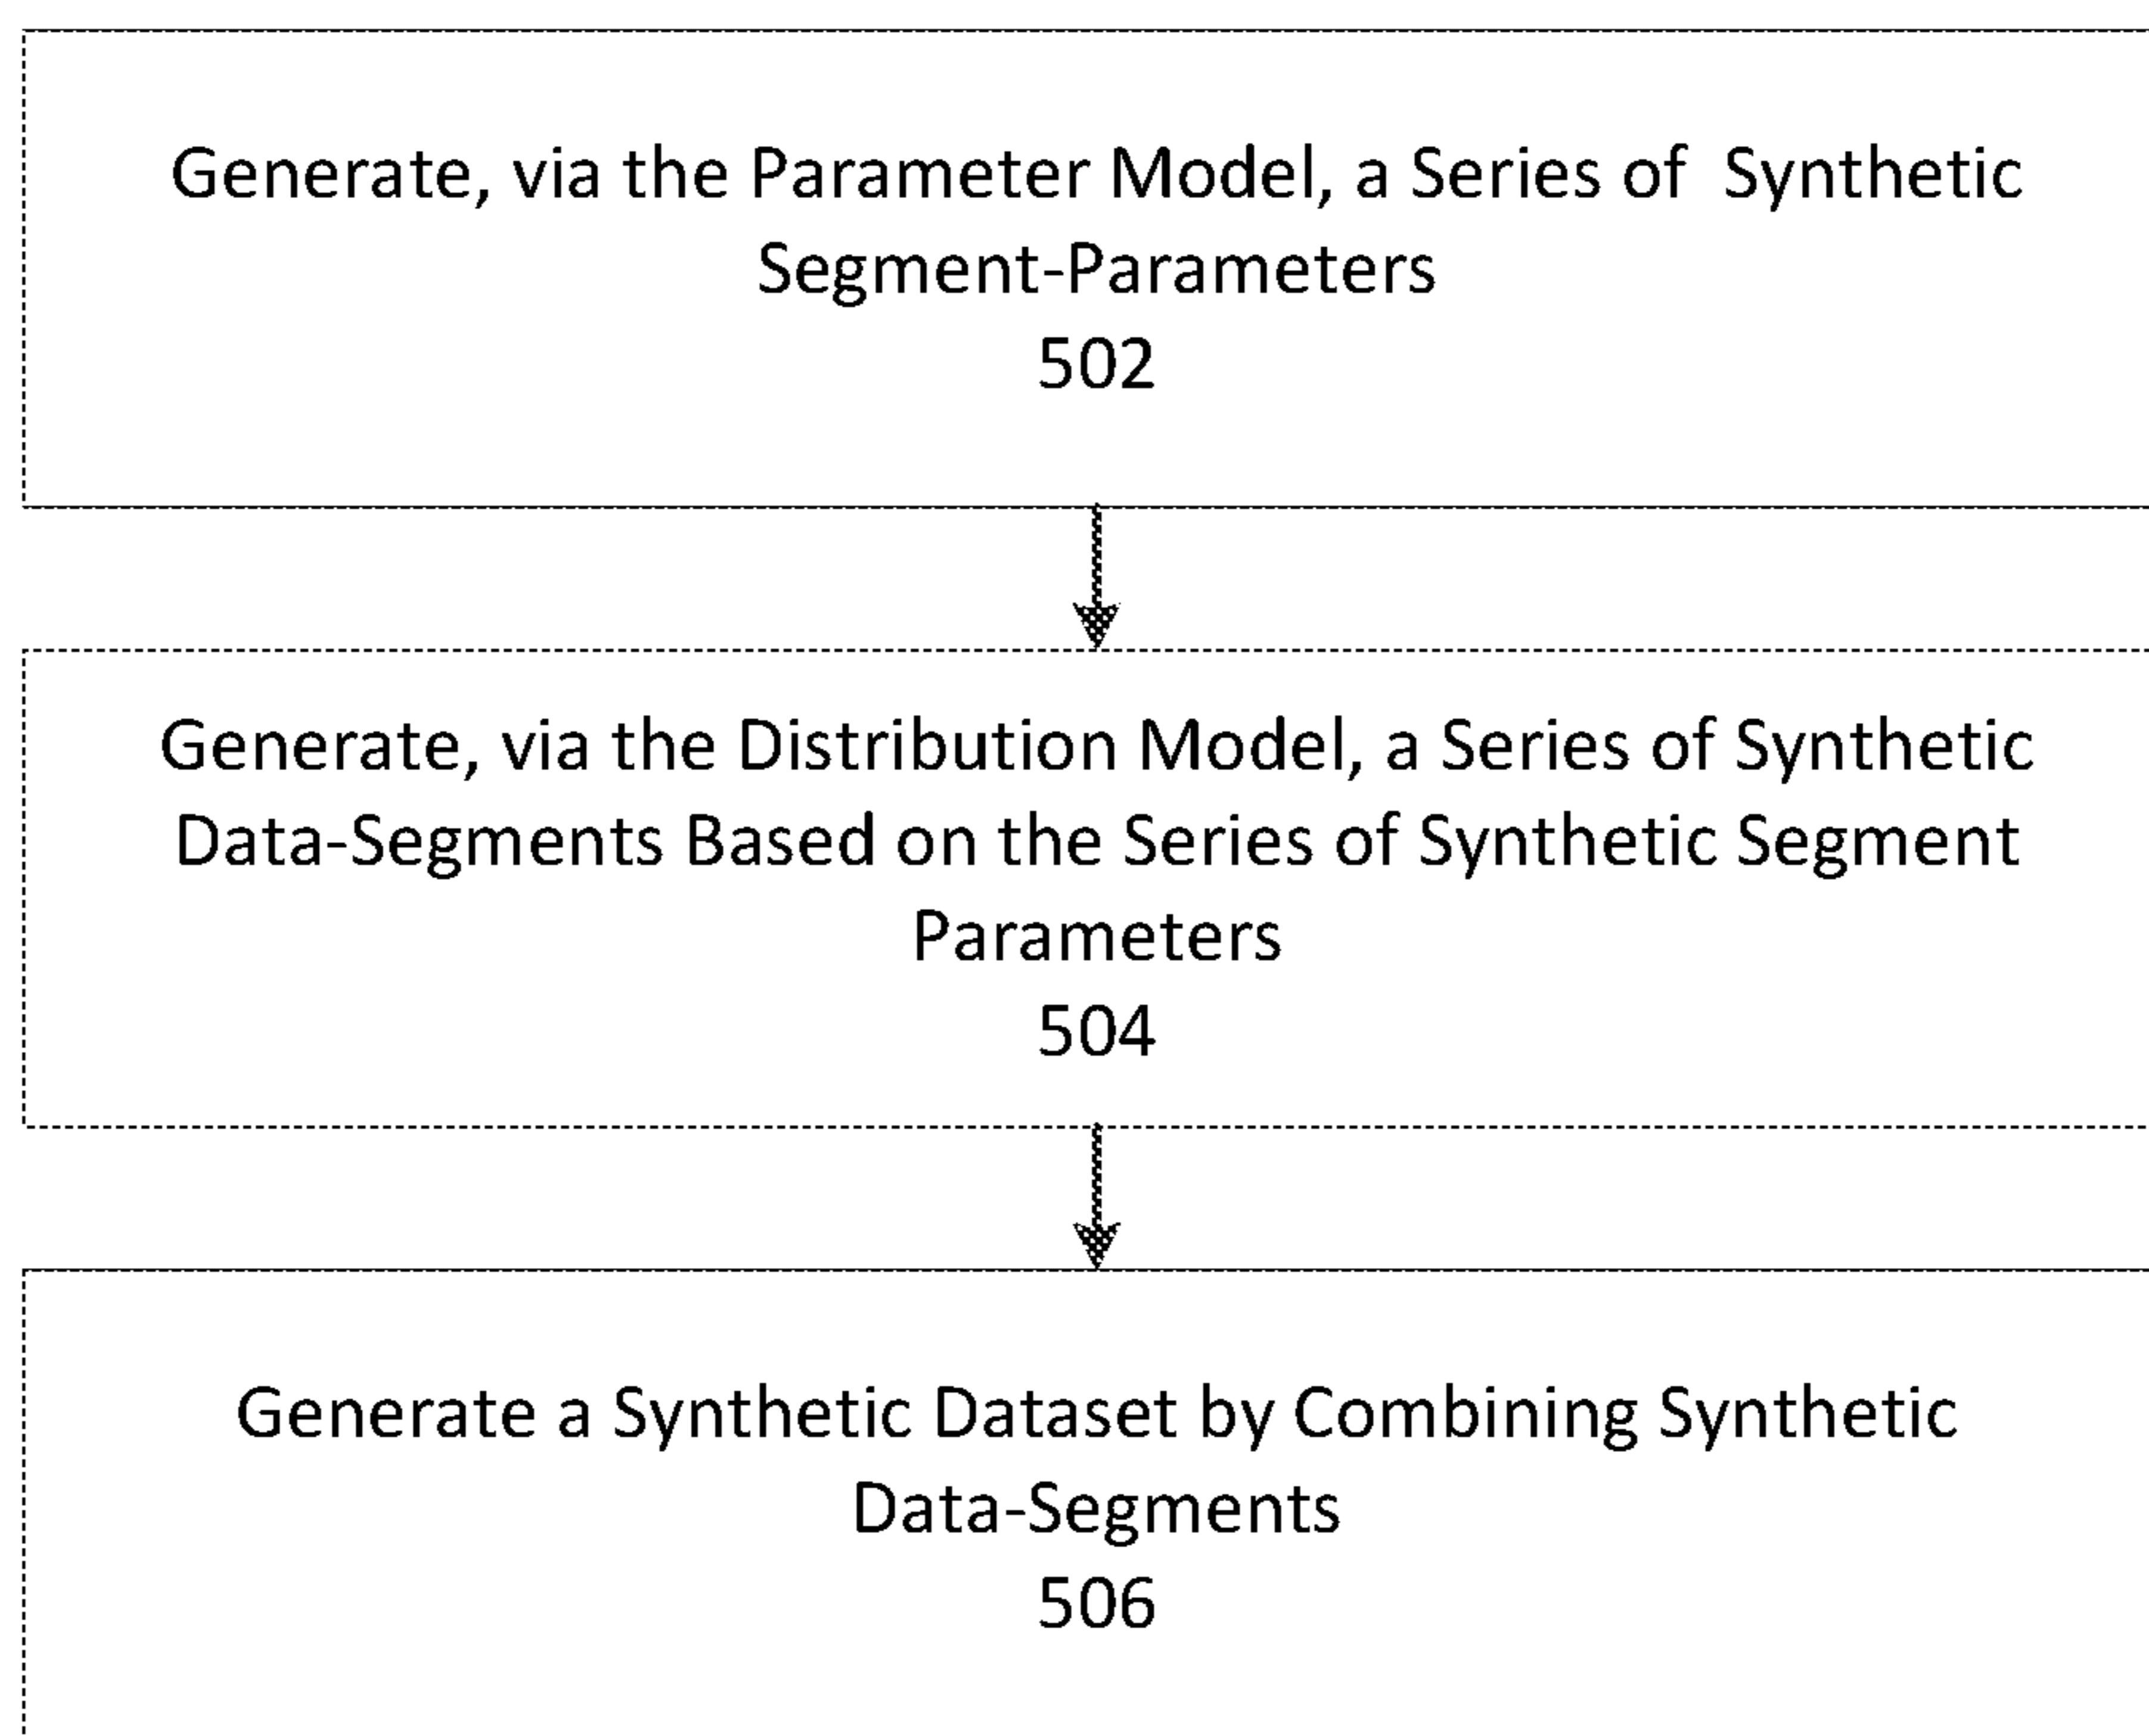 Generate, via the Parameter Model, a Series of  Synthetic
Segment-Parameters
502
Generate, via the Distribution Model, a Series of Synthetic
Data-Segments Based on the Series of Synthetic Segment
Parameters
504
Generate a Synthetic Dataset by Combining Synthetic
Data-Segments
506